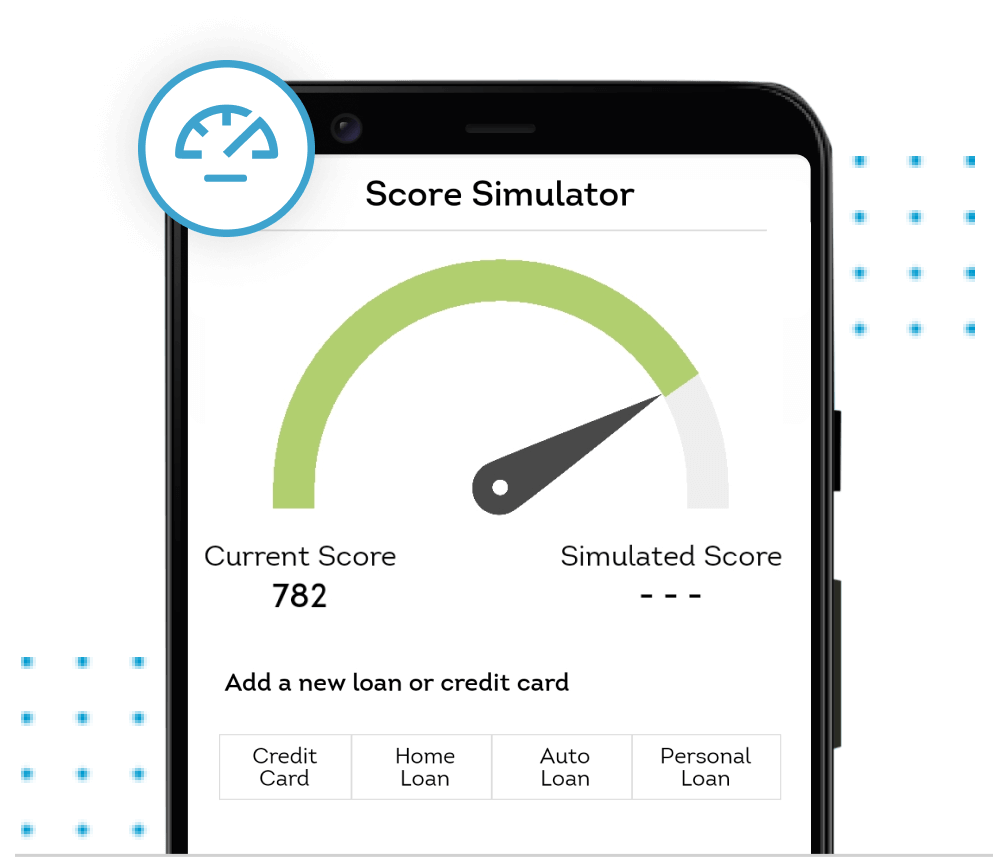 Score Simulator
Current Score
Simulated Score
782
- - -
Add a new loan or credit card
Credit
Card
Home
Loan
Auto
Loan
Personal
Loan